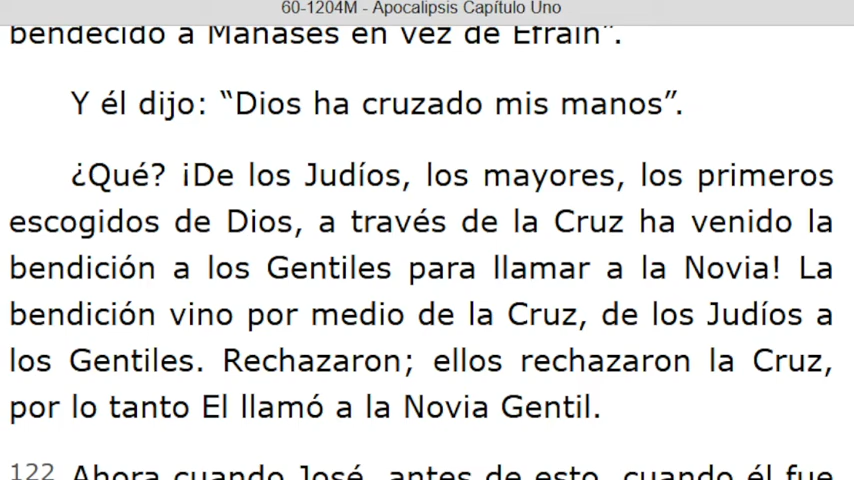 60-1204M - Apocalipsis Capítulo Uno
bendecido a Manasés en vez de Efraín”.
Y él dijo: “Dios ha cruzado mis manos”.
¿Qué? ¡De los Judíos, los mayores, los primeros
escogidos de Dios, a través de la Cruz ha venido la
bendición a los Gentiles para llamar a la Novia! La
bendición vino por medio de la Cruz, de los Judíos a
los Gentiles. Rechazaron; ellos rechazaron la Cruz,
por lo tanto El llamó a la Novia Gentil.
122 Ahora cuando José, antes de esto, cuando él fue